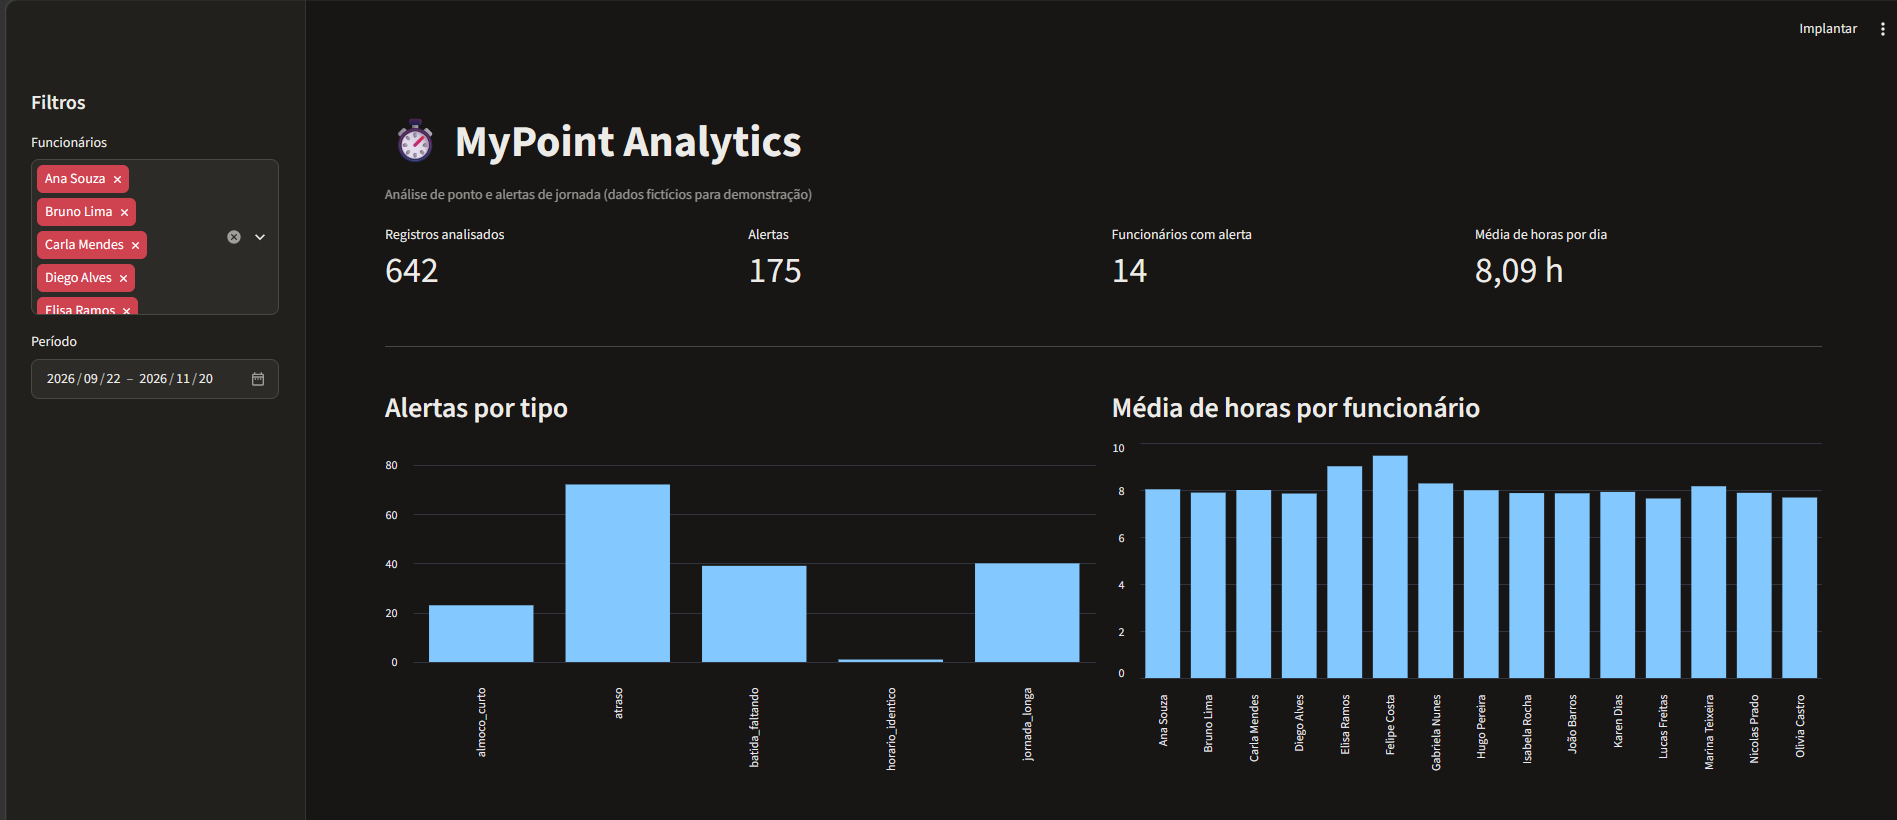 Implantar
Filtros
Funcionários
Ana Souza ×
Bruno Lima ×
Carla Mendes ×
Diego Alves ×
Elisa Ramos ×
Período
2026/09/22 – 2026/11/20
MyPoint Analytics
Análise de ponto e alertas de jornada (dados fictícios para demonstração)
Registros analisados
642
Alertas
175
Funcionários com alerta
14
Média de horas por dia
8,09 h
Alertas por tipo
80
60
40
20
0
almoco_curto
atraso
batida_faltando
horario_identico
jornada_longa
Média de horas por funcionário
10
8
6
4
2
0
Ana Souza
Bruno Lima
Carla Mendes
Diego Alves
Elisa Ramos
Felipe Costa
Gabriela Nunes
Hugo Pereira
Isabela Rocha
João Barros
Karen Dias
Lucas Freitas
Marina Teixeira
Nicolas Prado
Olivia Castro